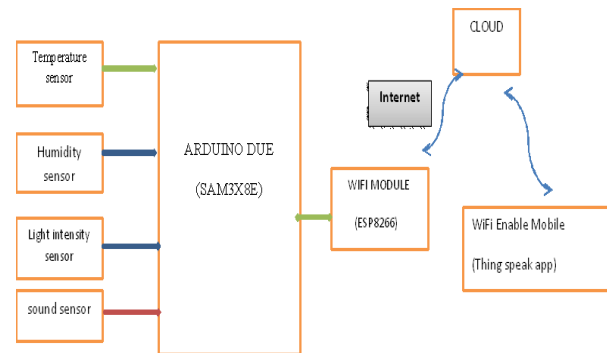 Temperature
sensor
Humidity
sensor
Light intensity
sensor
sound sensor
ARDUINO DUE
(SAM3X8E)
WIFI MODULE
(ESP8266)
Internet
CLOUD
WiFi Enable Mobile
(Thing speak app)